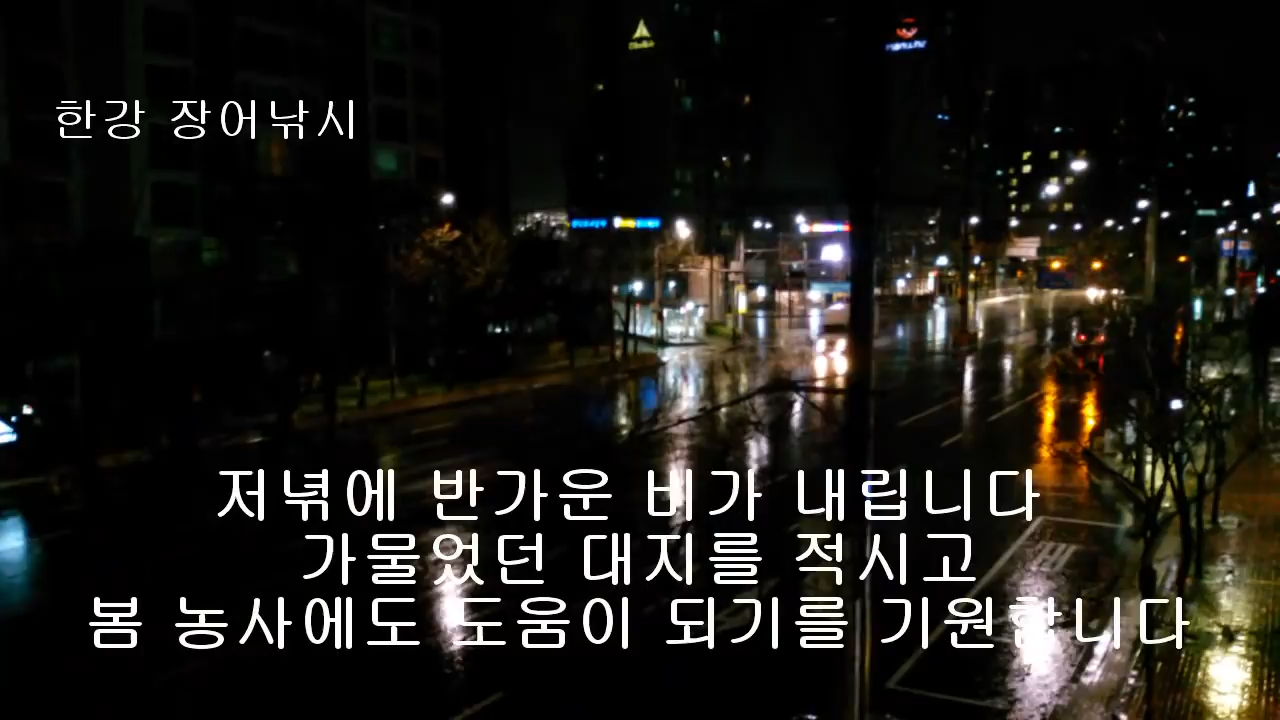 한강 장어낚시
저녁에 반가운 비가 내립니다
가물었던 대지를 적시고
봄 농사에도 도움이 되기를 기원합니다